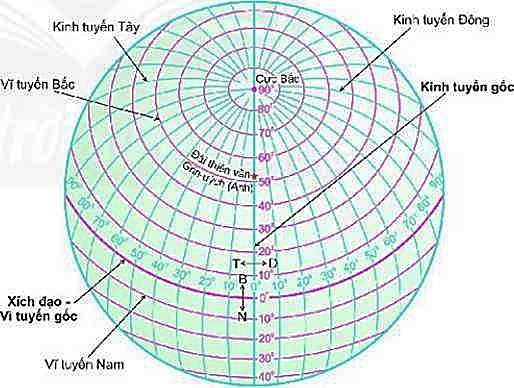 Kinh tuyến Tây
Kinh tuyến Đông
Vĩ tuyến Bắc
Cực Bắc
Kinh tuyến gốc
90°
80°
70°
60°
Đài thiên văn
Grin-uých (Anh)
50°
40°
30°
20°
T D
10°
B
90° 80° 70° 60° 50° 40° 30° 20° 10° 0° 10° 20° 30° 40° 50° 60° 70° 80° 90°
0°
N
Xích đạo -
Vĩ tuyến gốc
10°
20°
Vĩ tuyến Nam
30°
40°